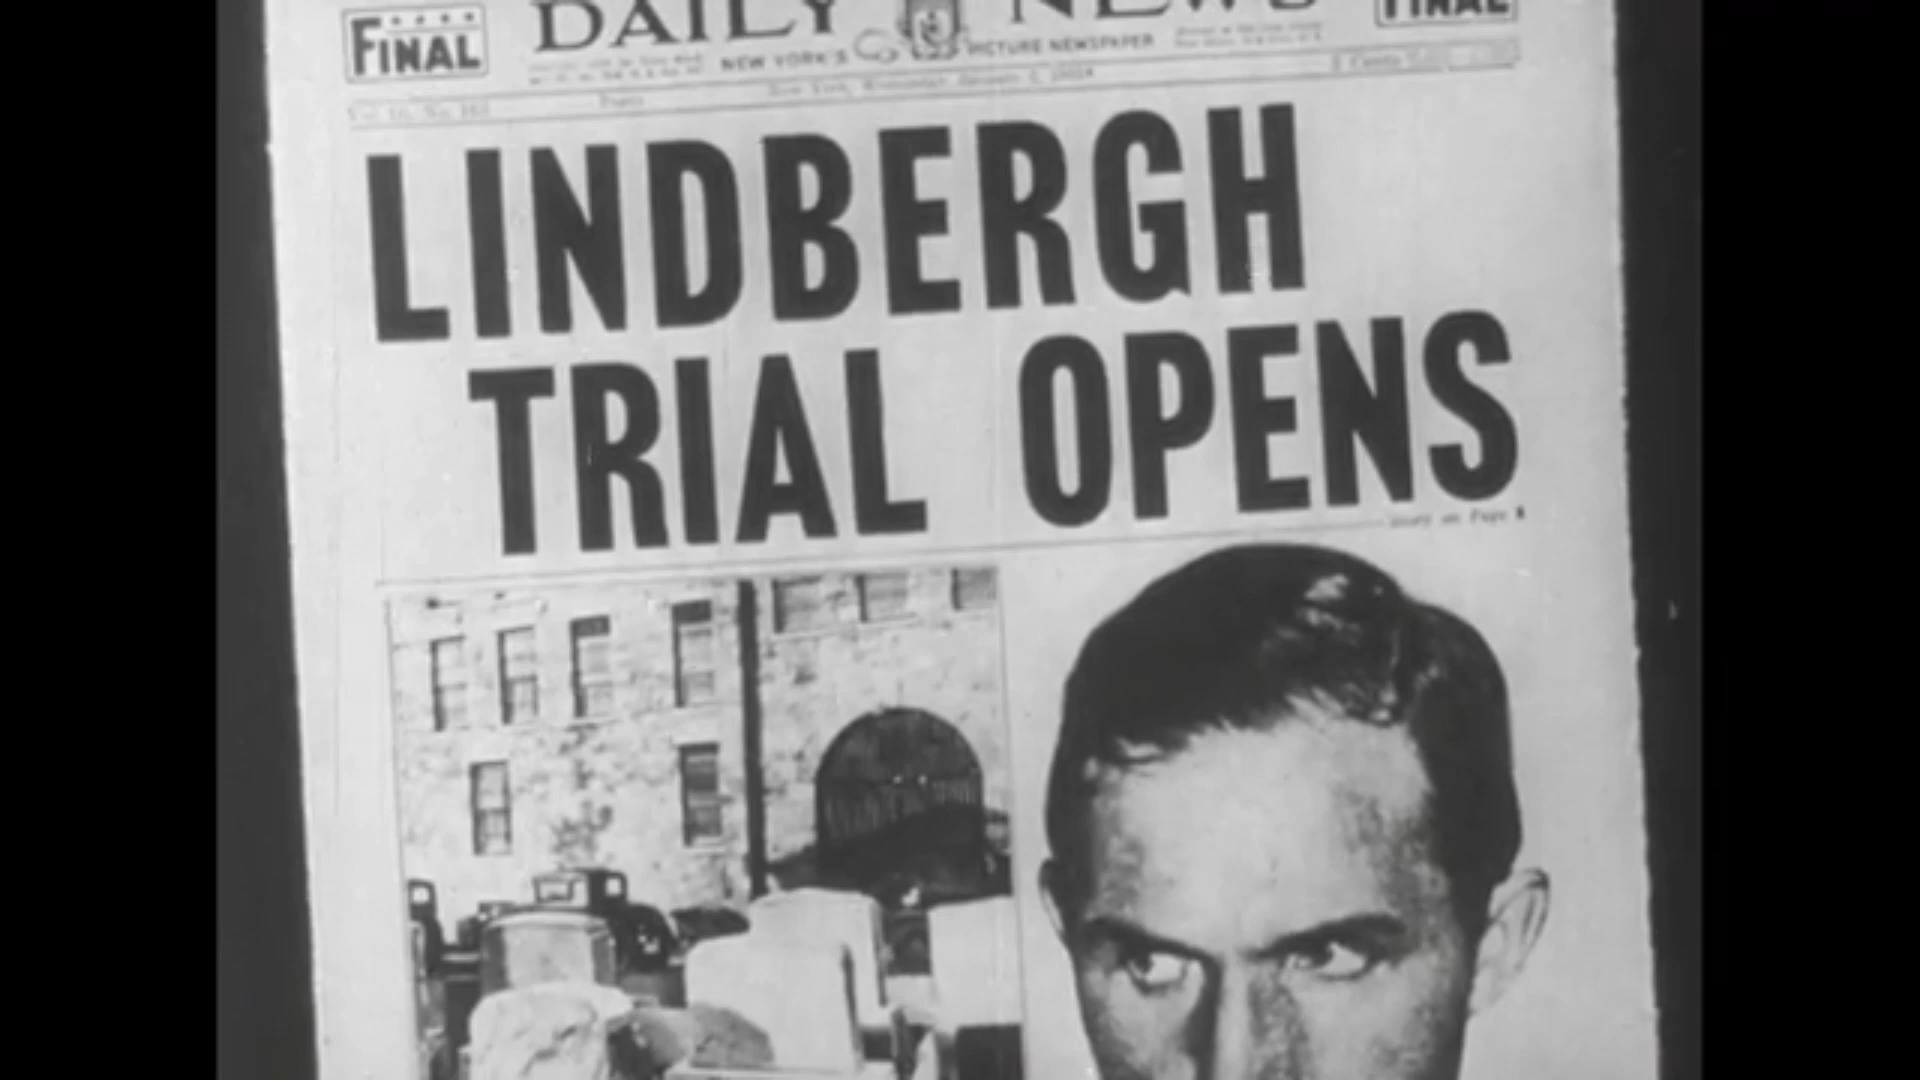 FINAL DAILY NEWS FINAL
NEW YORK'S PICTURE NEWSPAPER
LINDBERGH
TRIAL OPENS
Story on Page